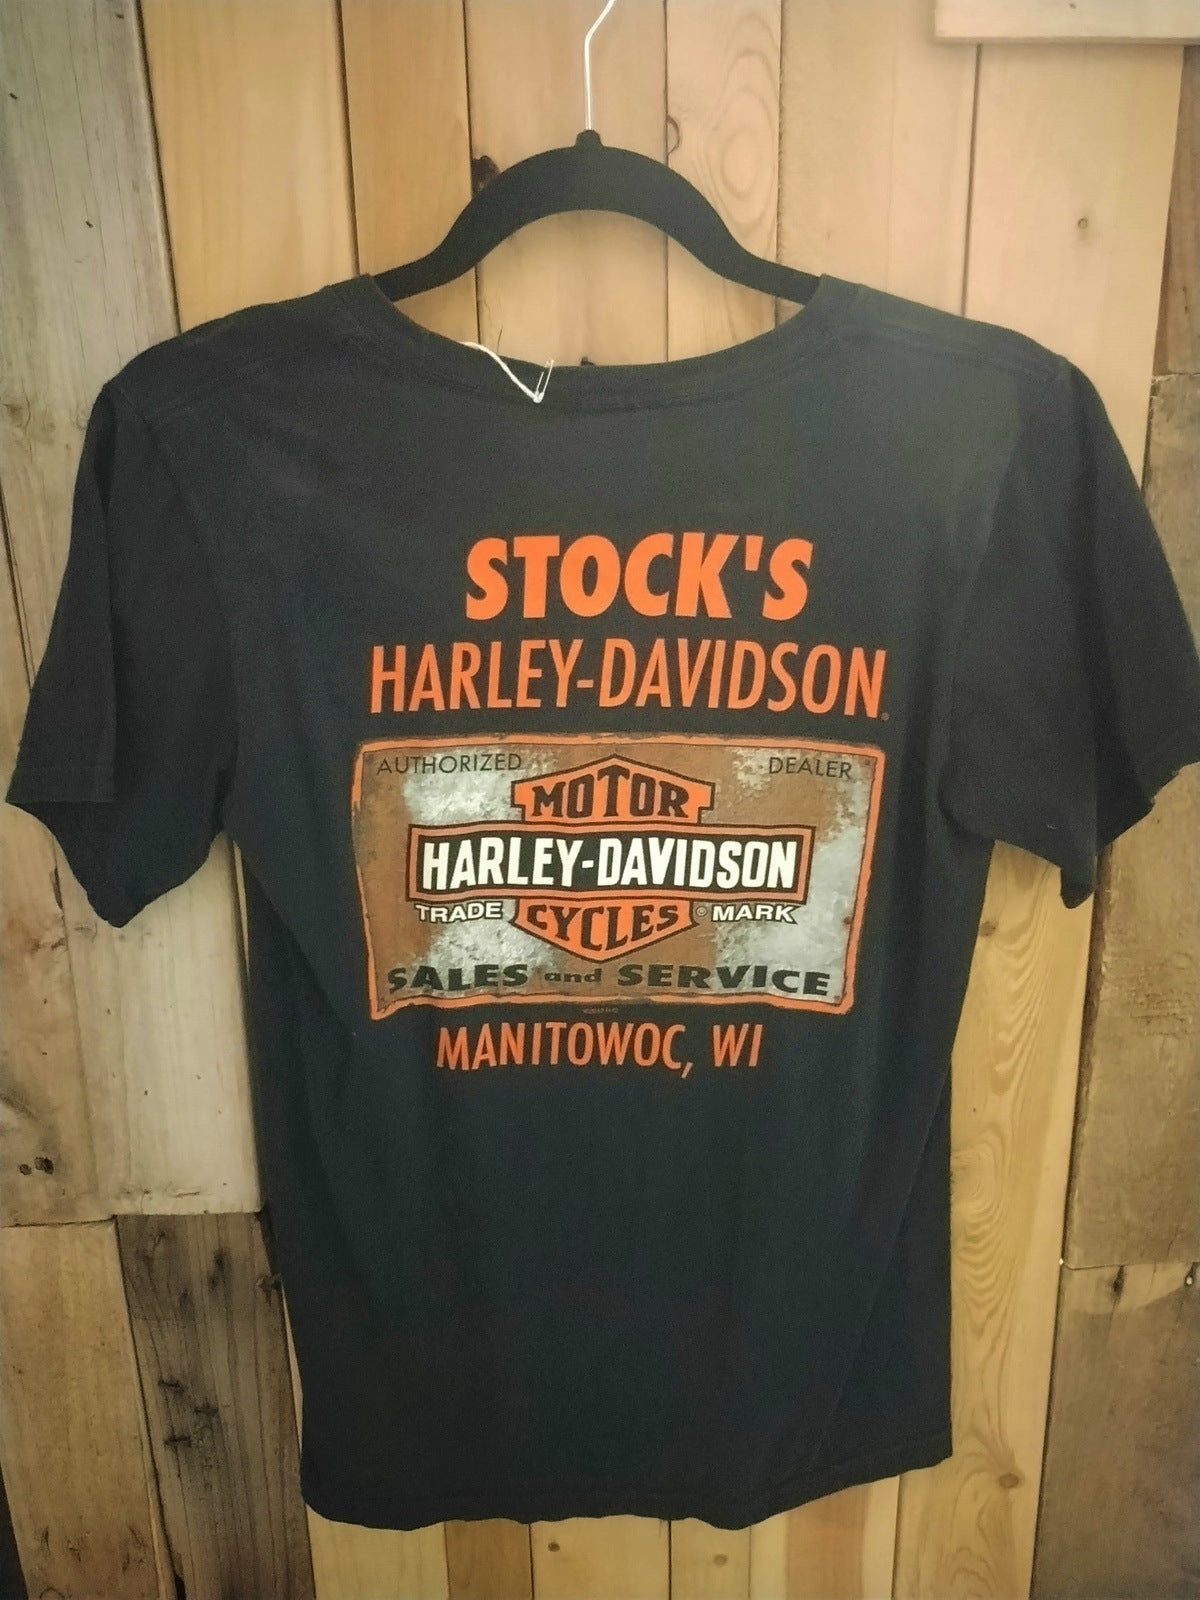 STOCK'S
HARLEY-DAVIDSON
AUTHORIZED DEALER
MOTOR
HARLEY-DAVIDSON
TRADE CYCLES ® MARK
SALES and SERVICE
MANITOWOC, WI